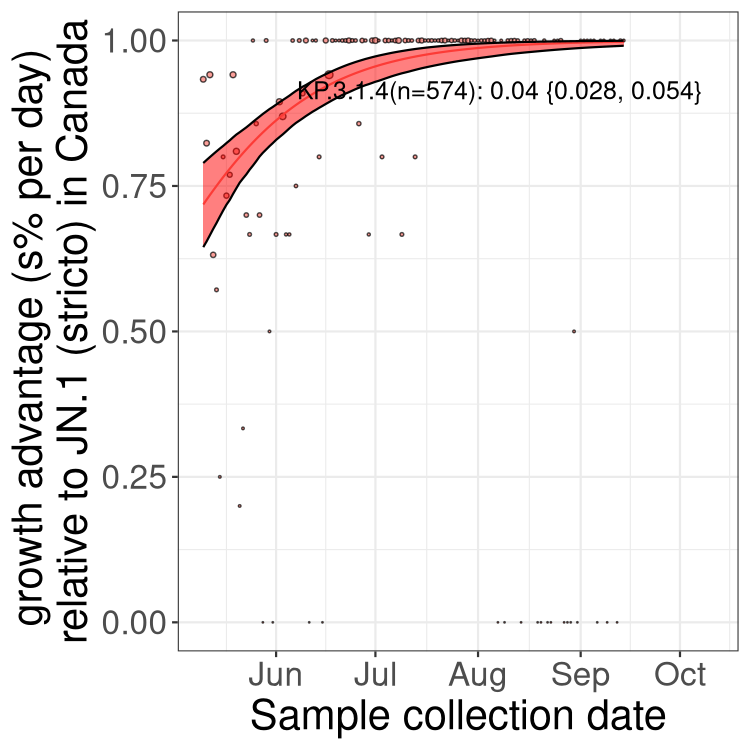 growth advantage (s% per day)
relative to JN.1 (stricto) in Canada
1.00
0.75
0.50
0.25
0.00
KP.3.1.4(n=574): 0.04 {0.028, 0.054}
Jun Jul Aug Sep Oct
Sample collection date